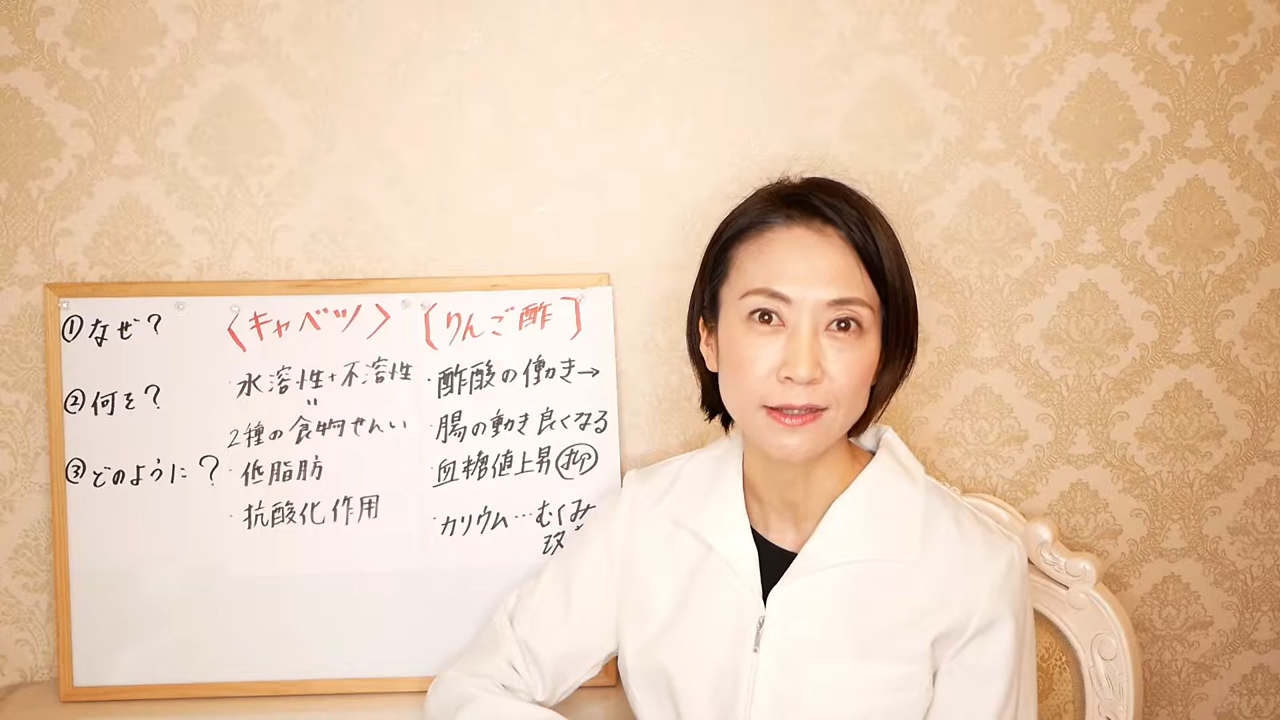 ①なぜ?
②何を?
③どのように?
〈キャベツ〉
・水溶性+不溶性
〃
2種の食物せんい
・低脂肪
・抗酸化作用
[りんご酢]
・酢酸の働き→
・腸の動き良くなる
・血糖値上昇抑
・カリウム…むくみ